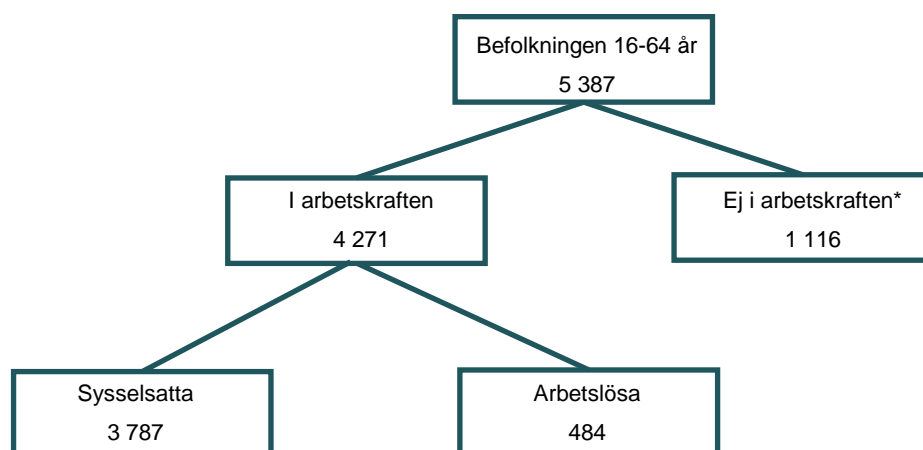 Befolkningen 16-64 år
5 387
I arbetskraften
4 271
Ej i arbetskraften*
1 116
Sysselsatta
3 787
Arbetslösa
484